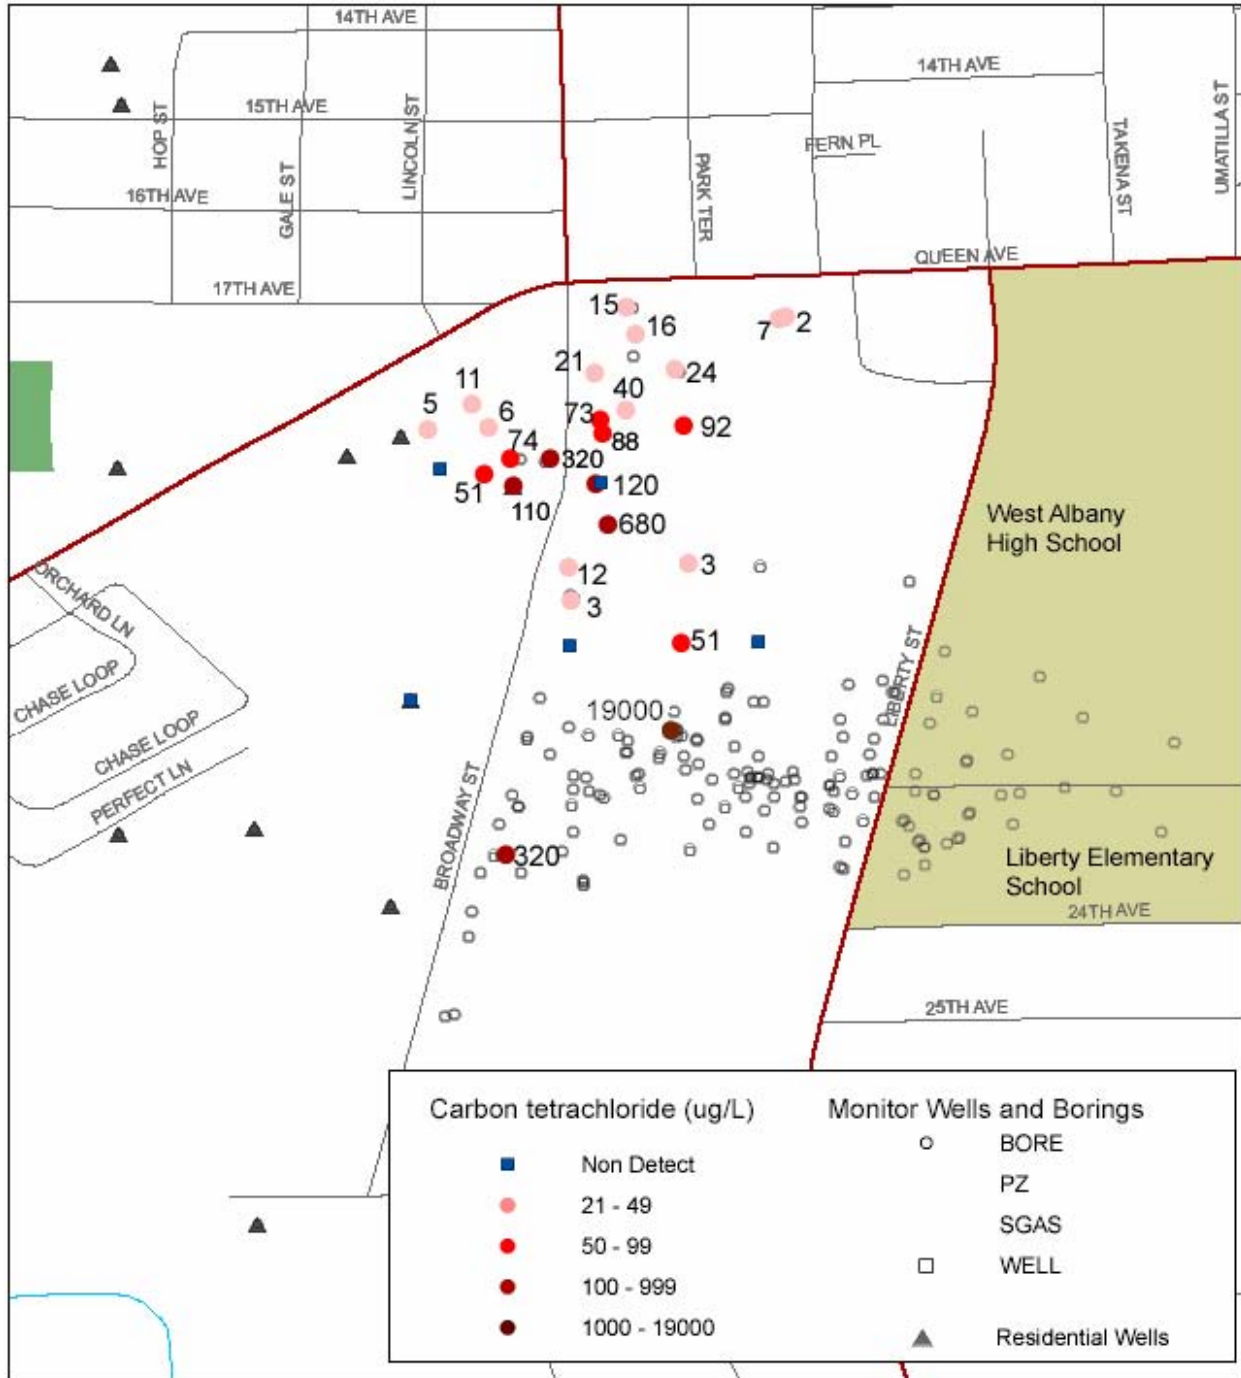 14TH AVE
14TH AVE
HOP ST
15TH AVE
LINCOLN ST
UMATILLA ST
TAKENA ST
FERN PL
PARK TER
GALE ST
16TH AVE
QUEEN AVE
17TH AVE
15
16
7
2
21
24
11
40
5
6
73
92
88
74
320
51
120
110
680
West Albany
High School
12
3
3
ORCHARD LN
51
LIBERTY ST
CHASE LOOP
19000
CHASE LOOP
PERFECT LN
BROADWAY ST
320
Liberty Elementary
School
24TH AVE
25TH AVE
Carbon tetrachloride (ug/L)
Non Detect
21 - 49
50 - 99
100 - 999
1000 - 19000
Monitor Wells and Borings
BORE
PZ
SGAS
WELL
Residential Wells